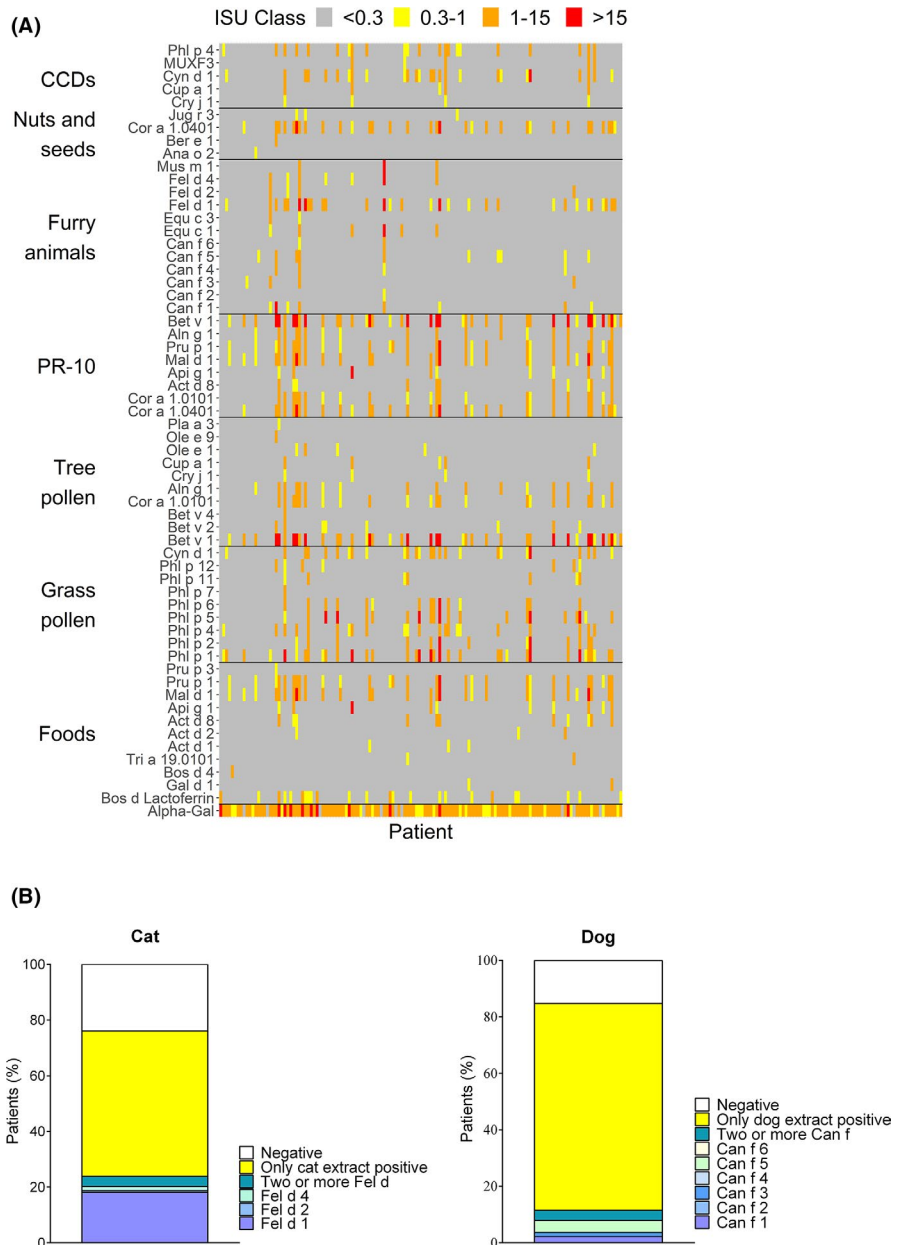 (A)
ISU Class <0.3 0.3-1 1-15 >15
CCDs
Phl p 4
MUXF3
Cyn d 1
Cup a 1
Cry j 1
Nuts and
seeds
Jug r 3
Cor a 1.0401
Ber e 1
Ana o 2
Furry
animals
Mus m 1
Fel d 4
Fel d 2
Fel d 1
Equ c 3
Equ c 1
Can f 6
Can f 5
Can f 4
Can f 3
Can f 2
Can f 1
PR-10
Bet v 1
Aln g 1
Pru p 1
Mal d 1
Api g 1
Act d 8
Cor a 1.0101
Cor a 1.0401
Tree
pollen
Pla a 3
Ole e 9
Ole e 1
Cup a 1
Cry j 1
Aln g 1
Cor a 1.0101
Bet v 4
Bet v 2
Bet v 1
Grass
pollen
Cyn d 1
Phl p 12
Phl p 11
Phl p 7
Phl p 6
Phl p 5
Phl p 4
Phl p 2
Phl p 1
Foods
Pru p 3
Pru p 1
Mal d 1
Api g 1
Act d 8
Act d 2
Act d 1
Tri a 19.0101
Bos d 4
Gal d 1
Bos d Lactoferrin
Alpha-Gal
Patient
(B)
Cat
Patients (%)
100
80
60
40
20
0
Negative
Only cat extract positive
Two or more Fel d
Fel d 4
Fel d 2
Fel d 1
Dog
Patients (%)
100
80
60
40
20
0
Negative
Only dog extract positive
Two or more Can f
Can f 6
Can f 5
Can f 4
Can f 3
Can f 2
Can f 1